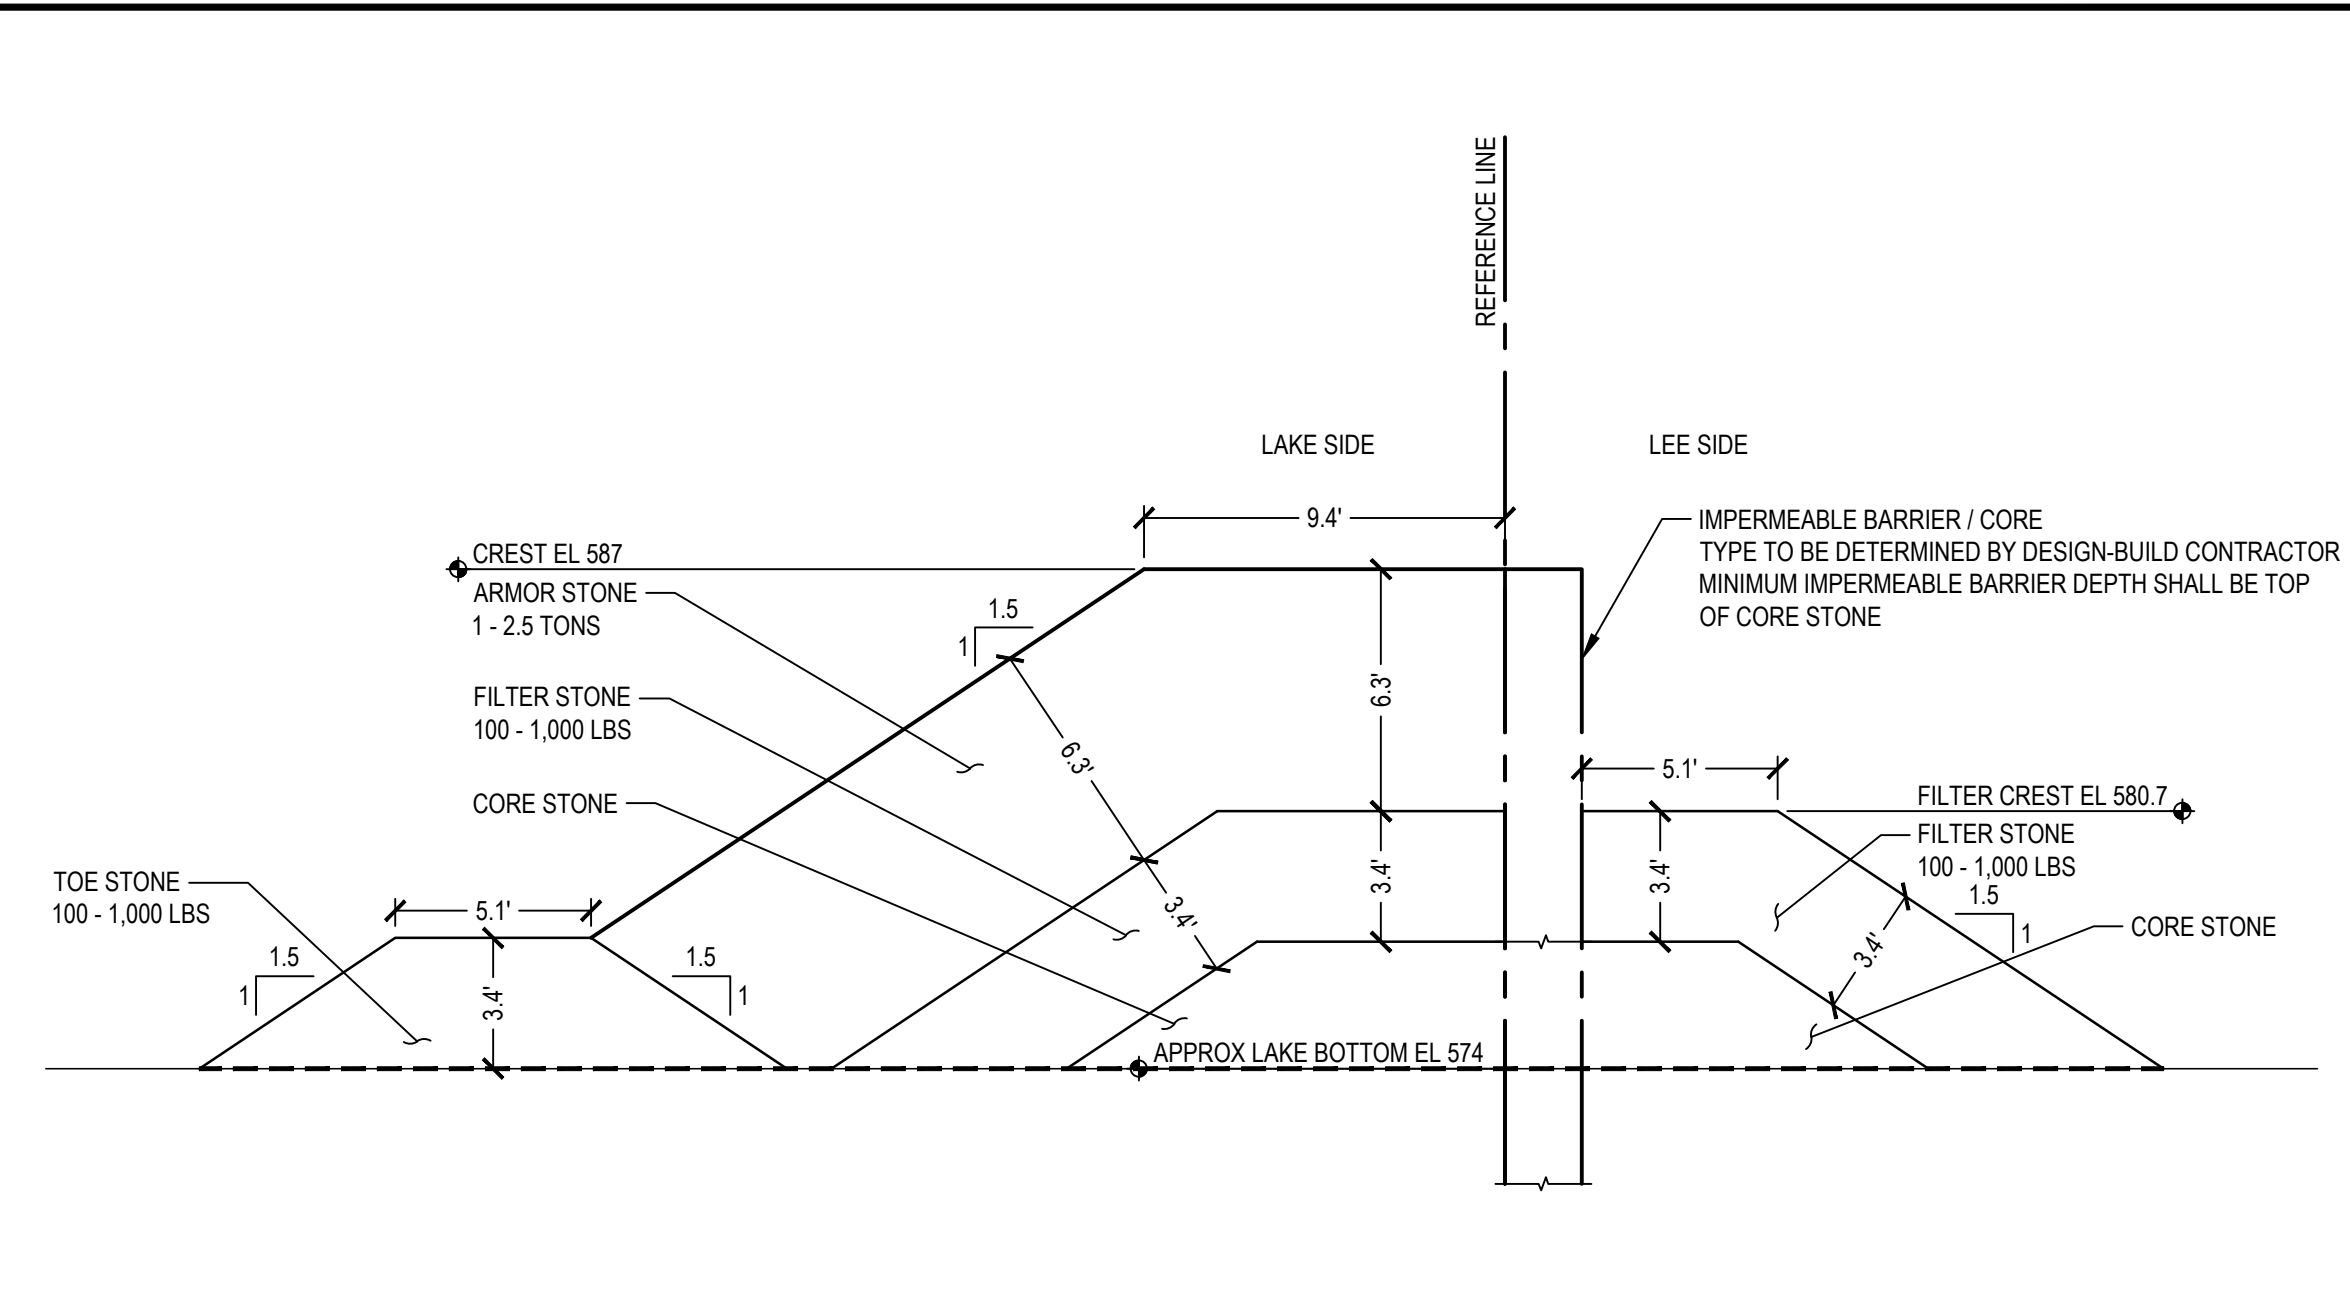 REFERENCE LINE
LAKE SIDE
LEE SIDE
9.4'
IMPERMEABLE BARRIER / CORE
TYPE TO BE DETERMINED BY DESIGN-BUILD CONTRACTOR
MINIMUM IMPERMEABLE BARRIER DEPTH SHALL BE TOP
OF CORE STONE
CREST EL 587
ARMOR STONE
1 - 2.5 TONS
1.5
1
6.3'
6.3'
FILTER STONE
100 - 1,000 LBS
CORE STONE
5.1'
FILTER CREST EL 580.7
FILTER STONE
100 - 1,000 LBS
1.5
1
CORE STONE
3.4'
3.4'
3.4'
3.4'
TOE STONE
100 - 1,000 LBS
5.1'
1.5
1
3.4'
1.5
1
APPROX LAKE BOTTOM EL 574